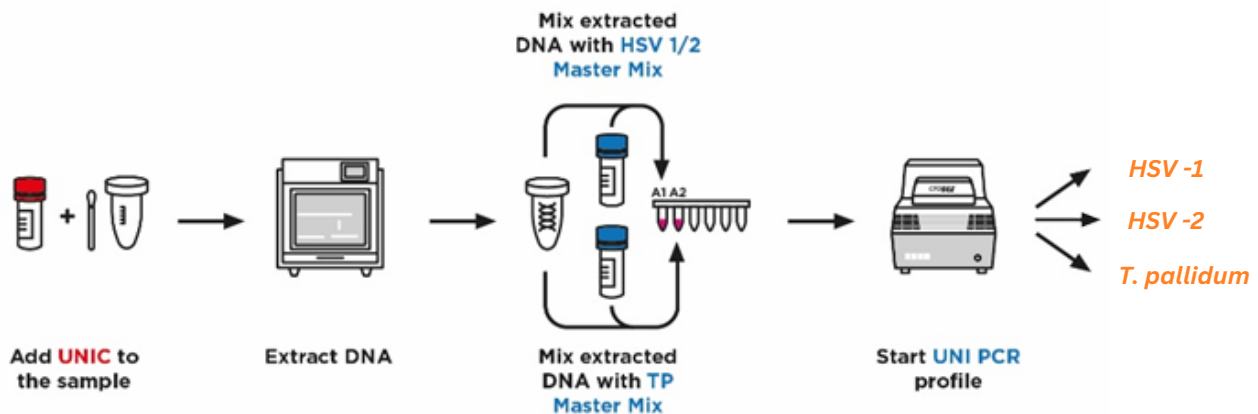 Mix extracted
DNA with HSV 1/2
Master Mix
A1 A2
HSV -1
HSV -2
T. pallidum
Add UNIC to
the sample
Extract DNA
Mix extracted
DNA with TP
Master Mix
Start UNI PCR
profile